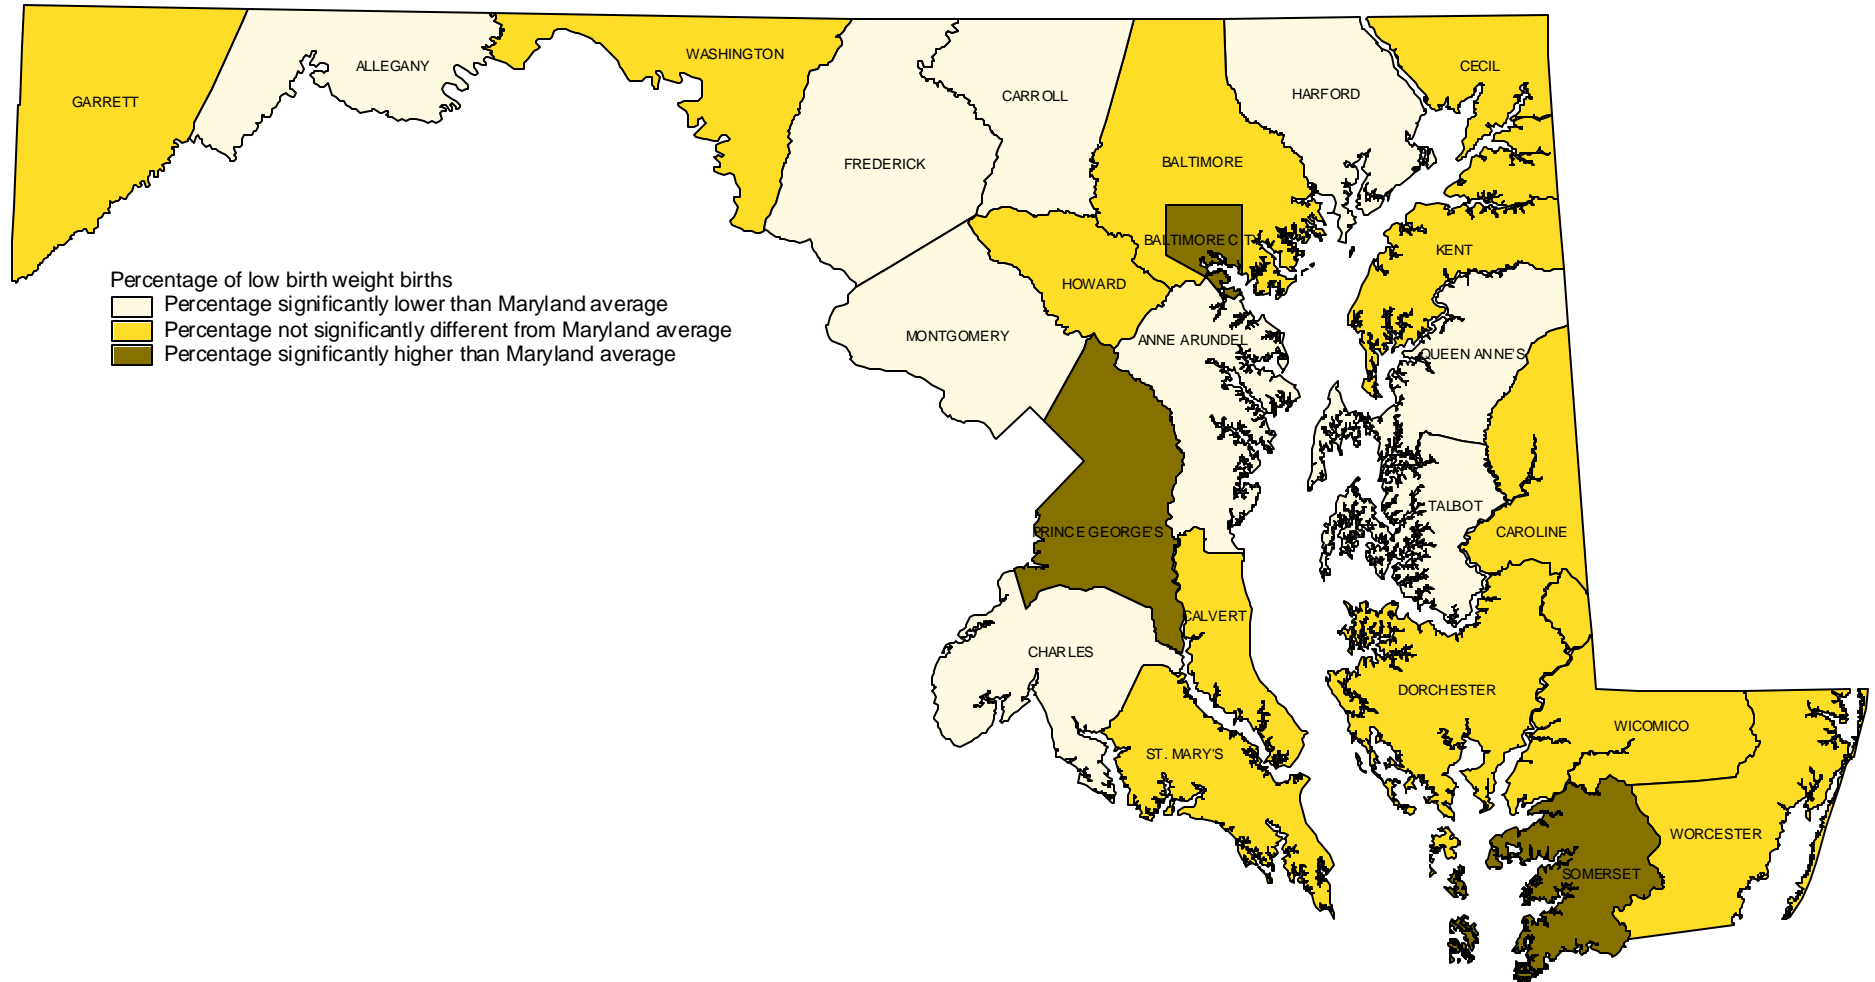 WASHINGTON
ALLEGANY
CECIL
GARRETT
CARROLL
HARFORD
FREDERICK
BALTIMORE
BALTIMORE CITY
KENT
HOWARD
Percentage of low birth weight births
Percentage significantly lower than Maryland average
Percentage not significantly different from Maryland average
Percentage significantly higher than Maryland average
MONTGOMERY
ANNE ARUNDEL
QUEEN ANNE'S
TALBOT
PRINCE GEORGE'S
CAROLINE
CALVERT
CHARLES
DORCHESTER
WICOMICO
ST. MARY'S
WORCESTER
SOMERSET